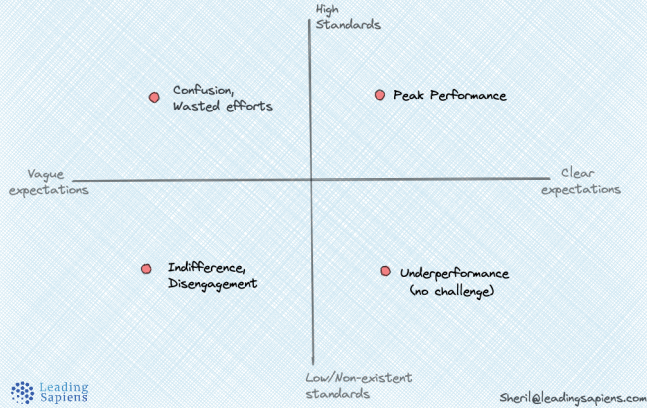 High
Standards
Confusion,
Wasted efforts
Peak Performance
Vague
expectations
Clear
expectations
Indifference,
Disengagement
Underperformance
(no challenge)
Low/Non-existent
standards
Leading
Sapiens
Sheril@leadingsapiens.com